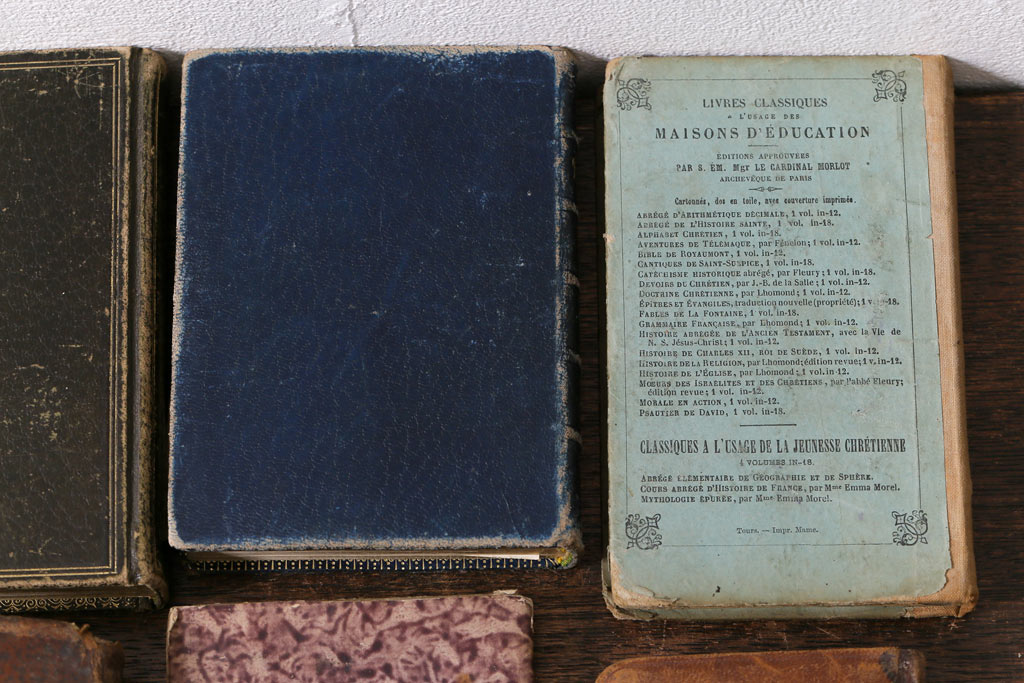 LIVRES CLASSIQUES
A L'USAGE DES
MAISONS D'ÉDUCATION
ÉDITIONS APPROUVÉES
PAR S. EM. Mgr LE CARDINAL MORLOT
ARCHEVÊQUE DE PARIS
Cartonnés, dos en toile, avec couverture imprimée.
ABRÉGÉ D'ARITHMÉTIQUE DÉCIMALE, 1 vol. in-12.
ABRÉGÉ DE L'HISTOIRE SAINTE, 1 vol. in-18.
ALPHABET CHRÉTIEN, 1 vol. in-18.
AVENTURES DE TÉLÉMAQUE, par Fénelon; 1 vol. in-12.
BIBLE DE ROYAUMONT, 1 vol. in-12.
CANTIQUES DE SAINT-SULPICE, 1 vol. in-18.
CATÉCHISME HISTORIQUE abrégé, par Fleury; 1 vol. in-18.
DEVOIRS DU CHRÉTIEN, par J.-B. de la Salle; 1 vol. in-12.
DOCTRINE CHRÉTIENNE, par Lhomond; 1 vol. in-12.
ÉPITRES ET ÉVANGILES, traduction nouvelle (propriété); 1 v. -18.
FABLES DE LA FONTAINE, 1 vol. in-18.
GRAMMAIRE FRANÇAISE, par Lhomond; 1 vol. in-12.
HISTOIRE ABRÉGÉE DE L'ANCIEN TESTAMENT, avec la Vie de
N. S. Jésus-Christ; 1 vol. in-12.
HISTOIRE DE CHARLES XII, ROI DE SUÈDE, 1 vol. in-12.
HISTOIRE DE LA RELIGION, par Lhomond; édition revue; 1 v. in-12.
HISTOIRE DE L'ÉGLISE, par Lhomond; 1 vol. in-12.
MŒURS DES ISRAÉLITES ET DES CHRÉTIENS, par l'abbé Fleury;
édition revue; 1 vol. in-12.
MORALE EN ACTION, 1 vol. in-12.
PSAUTIER DE DAVID, 1 vol. in-18.
CLASSIQUES A L'USAGE DE LA JEUNESSE CHRÉTIENNE
4 VOLUMES IN-18.
ABRÉGÉ ÉLÉMENTAIRE DE GÉOGRAPHIE ET DE SPHÈRE.
COURS ABRÉGÉ D'HISTOIRE DE FRANCE, par Mme Emma Morel.
MYTHOLOGIE ÉPURÉE, par Mme Emma Morel.
Tours. — Impr. Mame.